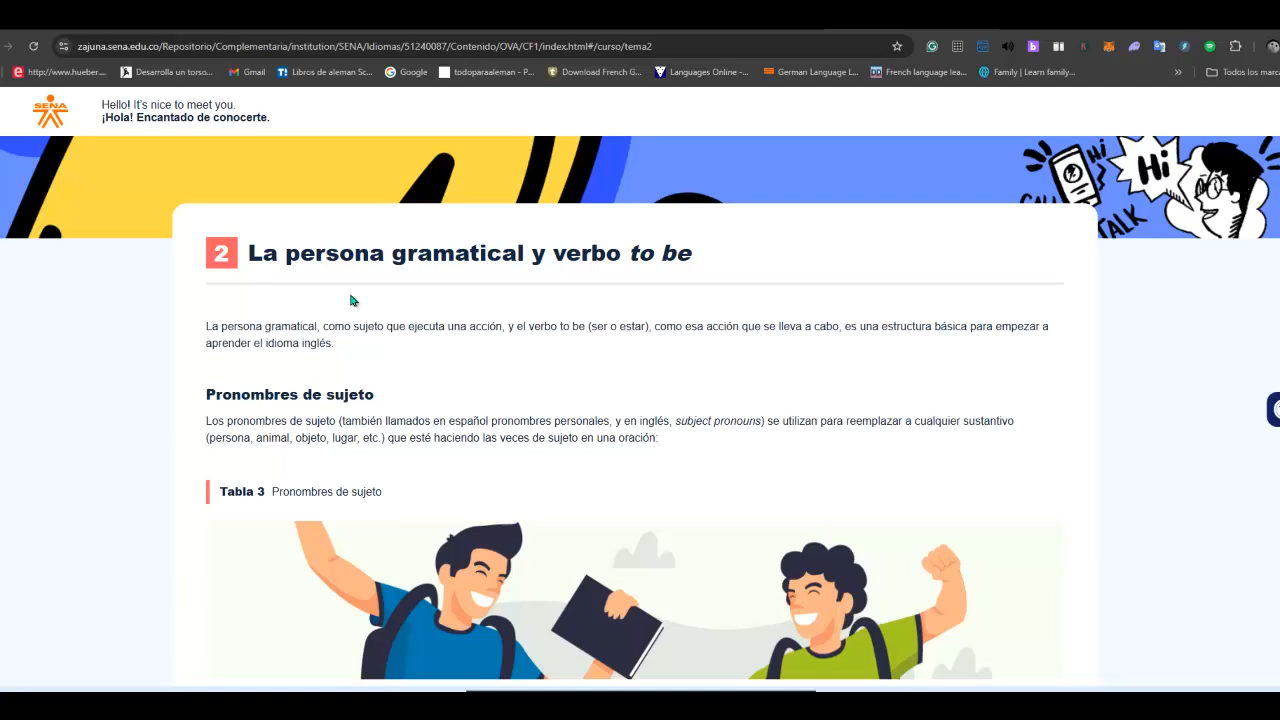 zajuna.sena.edu.co/Repositorio/Complementaria/institution/SENA/Idiomas/51240087/Contenido/OVA/CF1/index.html#/curso/tema2
http://www.hueber... Desarrolla un torso... Gmail Libros de aleman Sc... Google todoparaaleman - P... Download French G... Languages Online -... German Language L... French language lea... Family | Learn family... » Todos los marca
SENA
Hello! It's nice to meet you.
¡Hola! Encantado de conocerte.
HI
Hi
CALL
TALK
2 La persona gramatical y verbo to be
La persona gramatical, como sujeto que ejecuta una acción, y el verbo to be (ser o estar), como esa acción que se lleva a cabo, es una estructura básica para empezar a
aprender el idioma inglés.
Pronombres de sujeto
Los pronombres de sujeto (también llamados en español pronombres personales, y en inglés, subject pronouns) se utilizan para reemplazar a cualquier sustantivo
(persona, animal, objeto, lugar, etc.) que esté haciendo las veces de sujeto en una oración:
Tabla 3 Pronombres de sujeto